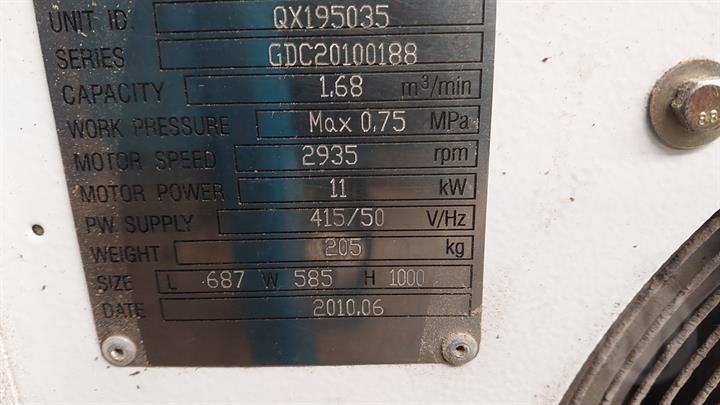 UNIT ID QX195035
SERIES GDC20100188
CAPACITY 1.68 m³/min
WORK PRESSURE Max 0.75 MPa
MOTOR SPEED 2935 rpm
MOTOR POWER 11 kW
PW SUPPLY 415/50 V/Hz
WEIGHT 205 kg
SIZE L 687 W 585 H 1000
DATE 2010.06